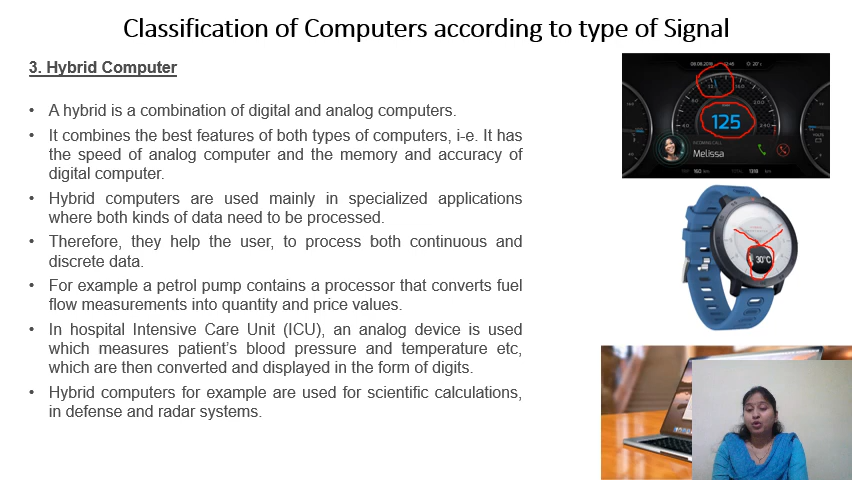 Classification of Computers according to type of Signal
3. Hybrid Computer
• A hybrid is a combination of digital and analog computers.
• It combines the best features of both types of computers, i-e. It has
the speed of analog computer and the memory and accuracy of
digital computer.
• Hybrid computers are used mainly in specialized applications
where both kinds of data need to be processed.
• Therefore, they help the user, to process both continuous and
discrete data.
• For example a petrol pump contains a processor that converts fuel
flow measurements into quantity and price values.
• In hospital Intensive Care Unit (ICU), an analog device is used
which measures patient's blood pressure and temperature etc,
which are then converted and displayed in the form of digits.
• Hybrid computers for example are used for scientific calculations,
in defense and radar systems.
125
Melissa
30°C